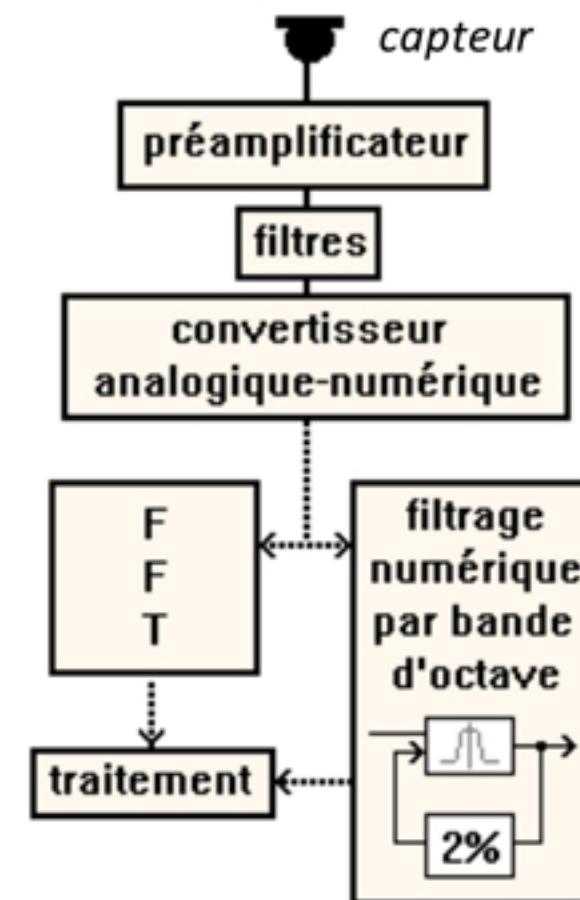 capteur
préamplificateur
filtres
convertisseur
analogique-numérique
F
F
T
filtrage
numérique
par bande
d'octave
traitement
2%